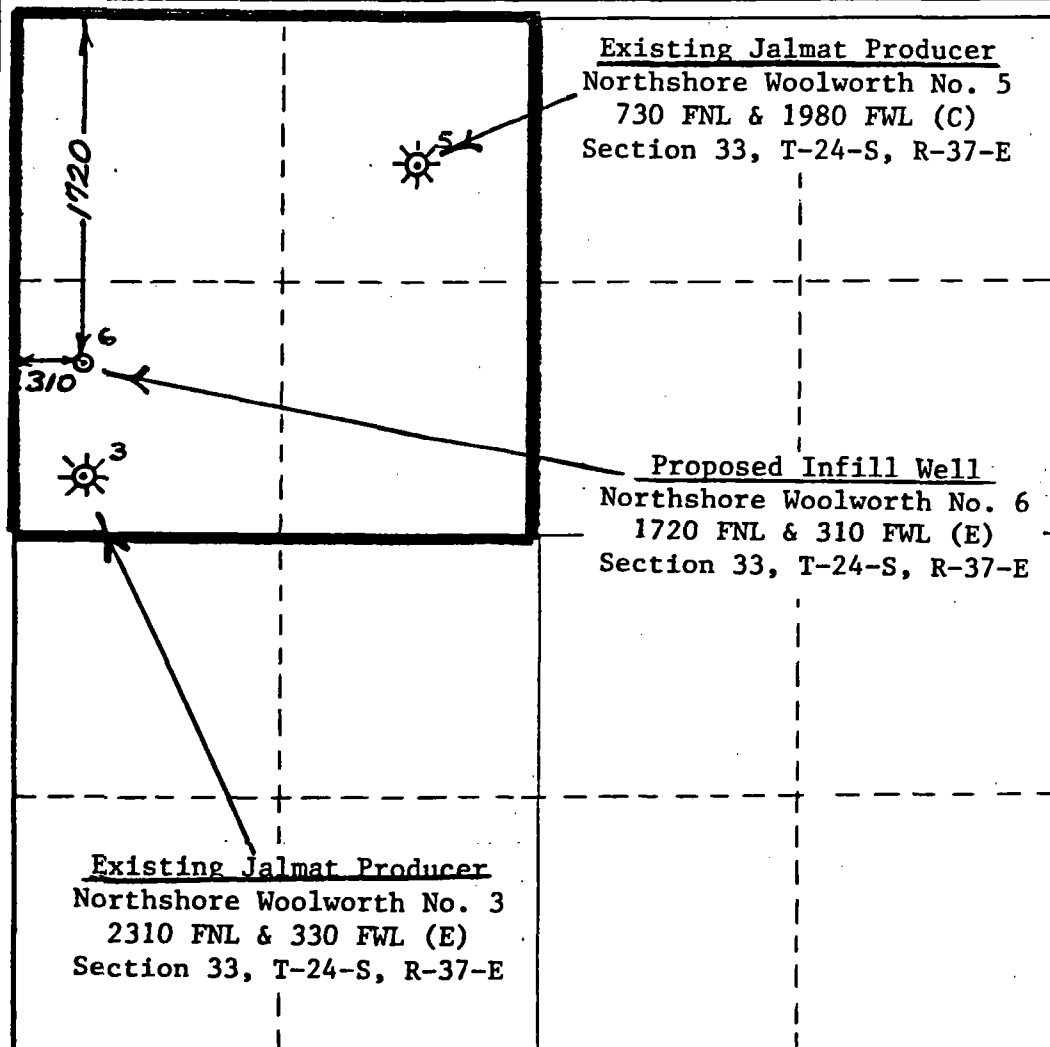 Existing Jalmat Producer
Northshore Woolworth No. 5
730 FNL & 1980 FWL (C)
Section 33, T-24-S, R-37-E
5
1720
6
310
3
Proposed Infill Well
Northshore Woolworth No. 6
1720 FNL & 310 FWL (E)
Section 33, T-24-S, R-37-E
Existing Jalmat Producer
Northshore Woolworth No. 3
2310 FNL & 330 FWL (E)
Section 33, T-24-S, R-37-E